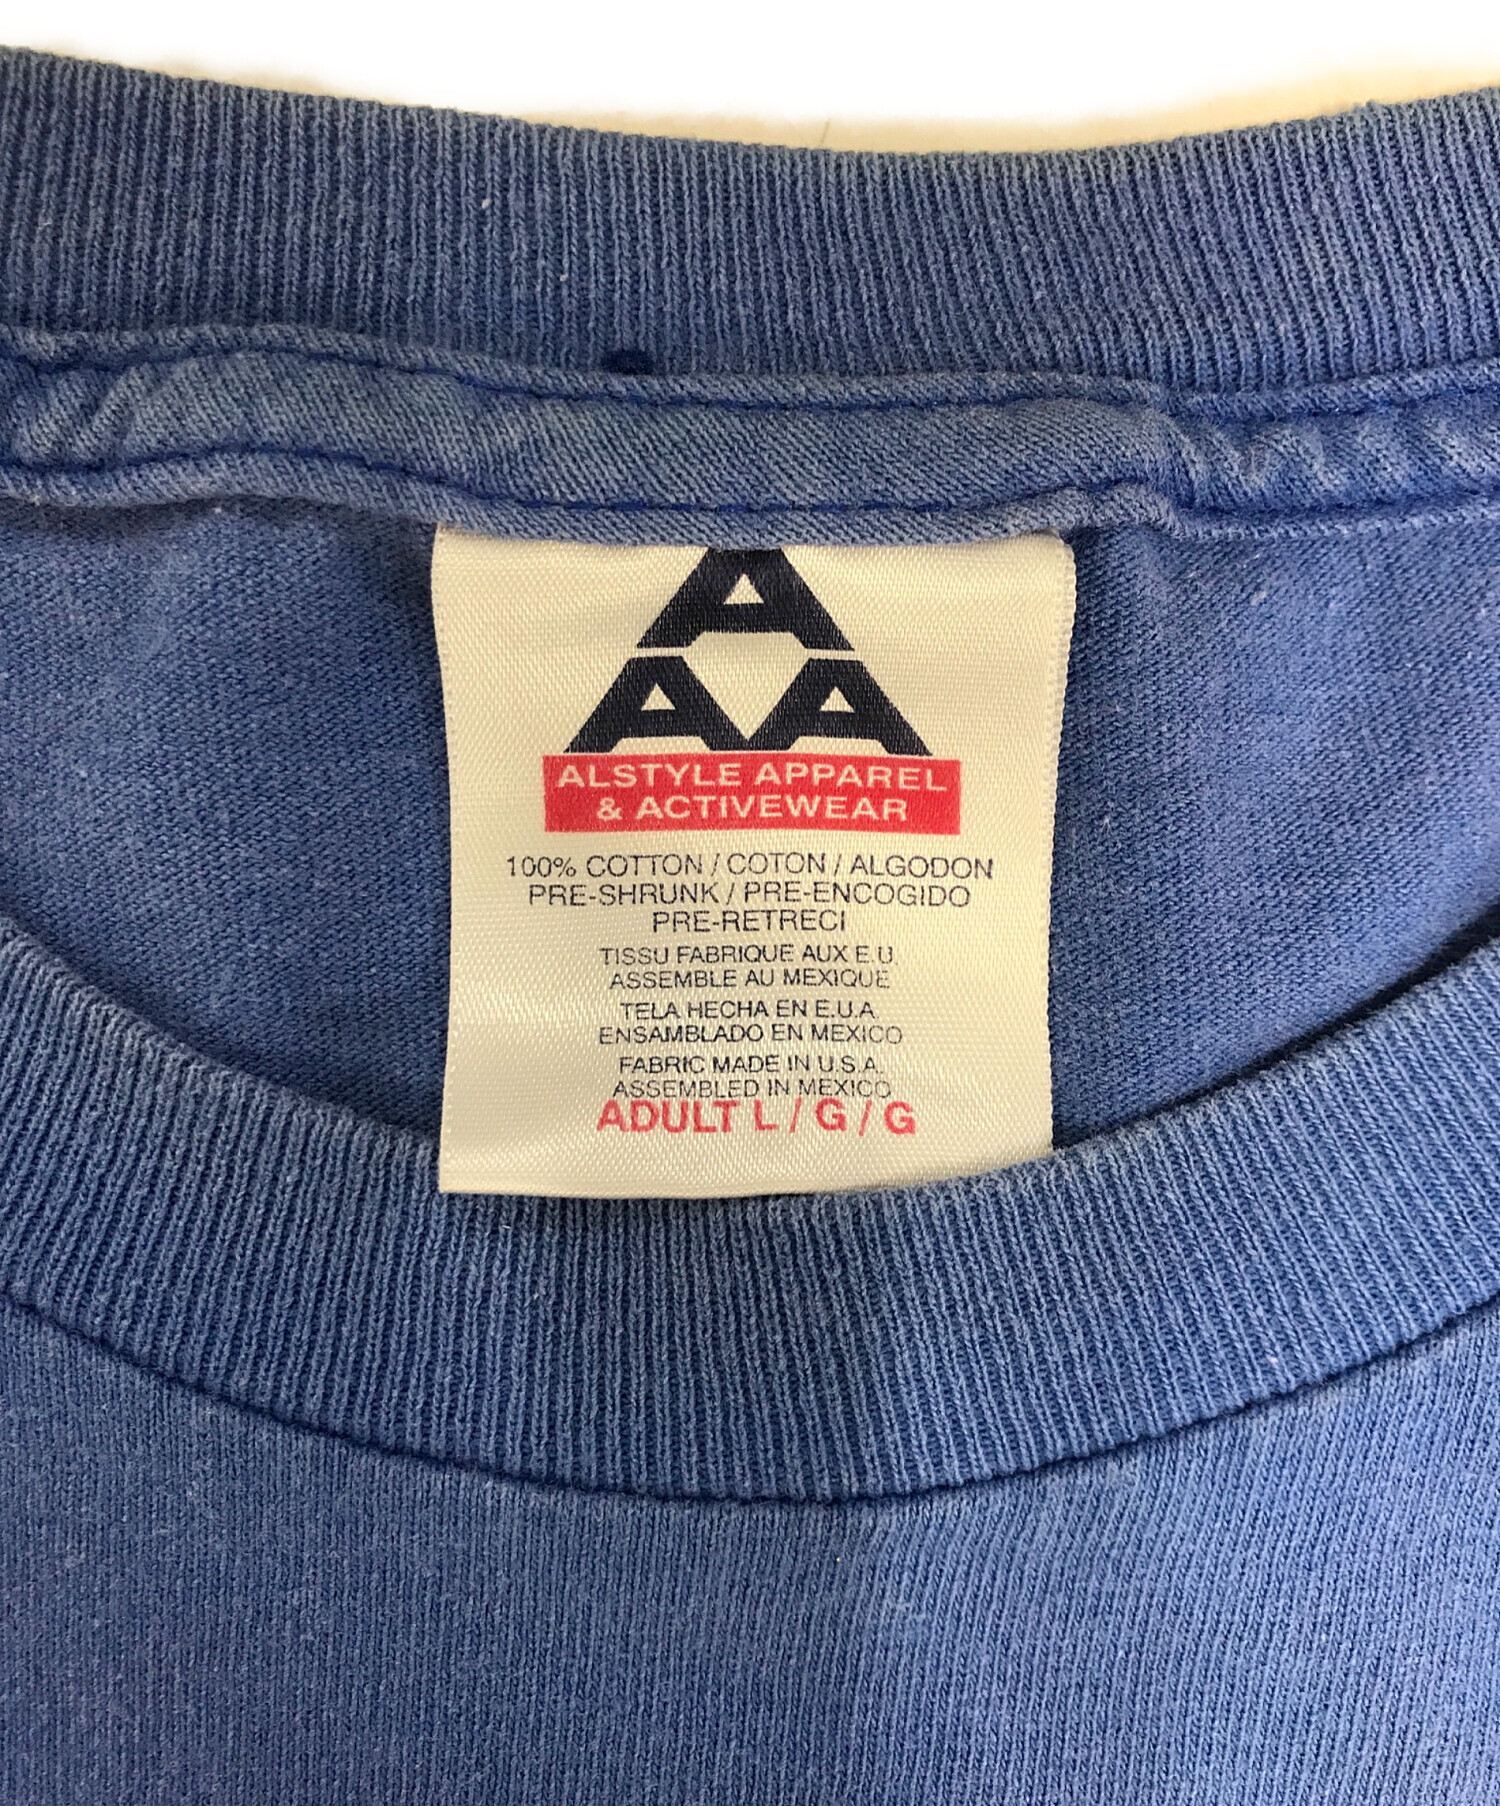 A
AA
ALSTYLE APPAREL
& ACTIVEWEAR
100% COTTON / COTON / ALGODON
PRE-SHRUNK / PRE-ENCOGIDO
PRE-RETRECI
TISSU FABRIQUE AUX E.U.
ASSEMBLE AU MEXIQUE
TELA HECHA EN E.U.A.
ENSAMBLADO EN MEXICO
FABRIC MADE IN U.S.A.
ASSEMBLED IN MEXICO
ADULT L / G / G